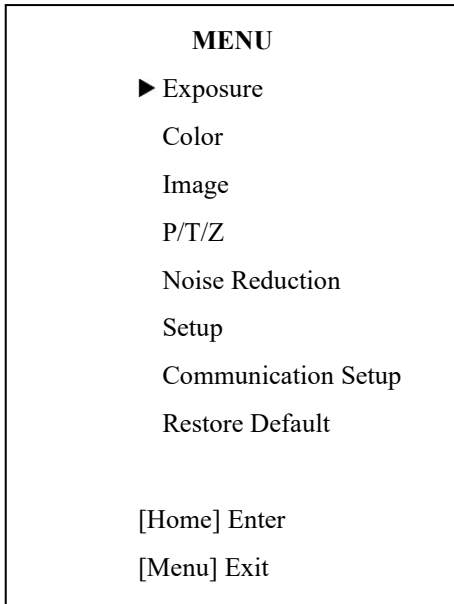 MENU
▶ Exposure
Color
Image
P/T/Z
Noise Reduction
Setup
Communication Setup
Restore Default
[Home] Enter
[Menu] Exit